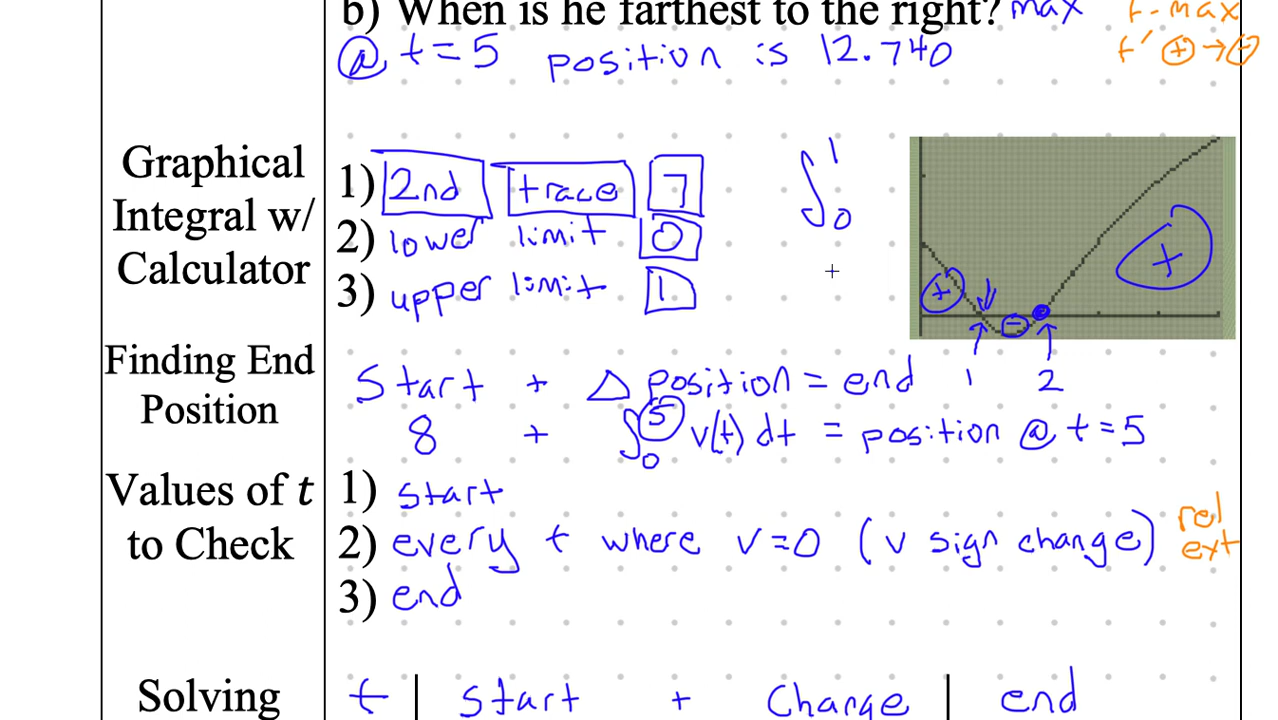 b) When is he farthest to the right? max r-max
@ t=5 position is 12.740 f' ⊕→⊖
Graphical Integral w/ Calculator
1) 2nd trace 7
2) lower limit 0
3) upper limit 1
∫₀¹
+
+ − +
1 2
Finding End Position
Start + Δ position = end
8 + ∫₀⁵ v(t) dt = position @ t=5
Values of t to Check
1) start
2) every t where v=0 (v sign change) rel ext
3) end
Solving
t | start + change | end